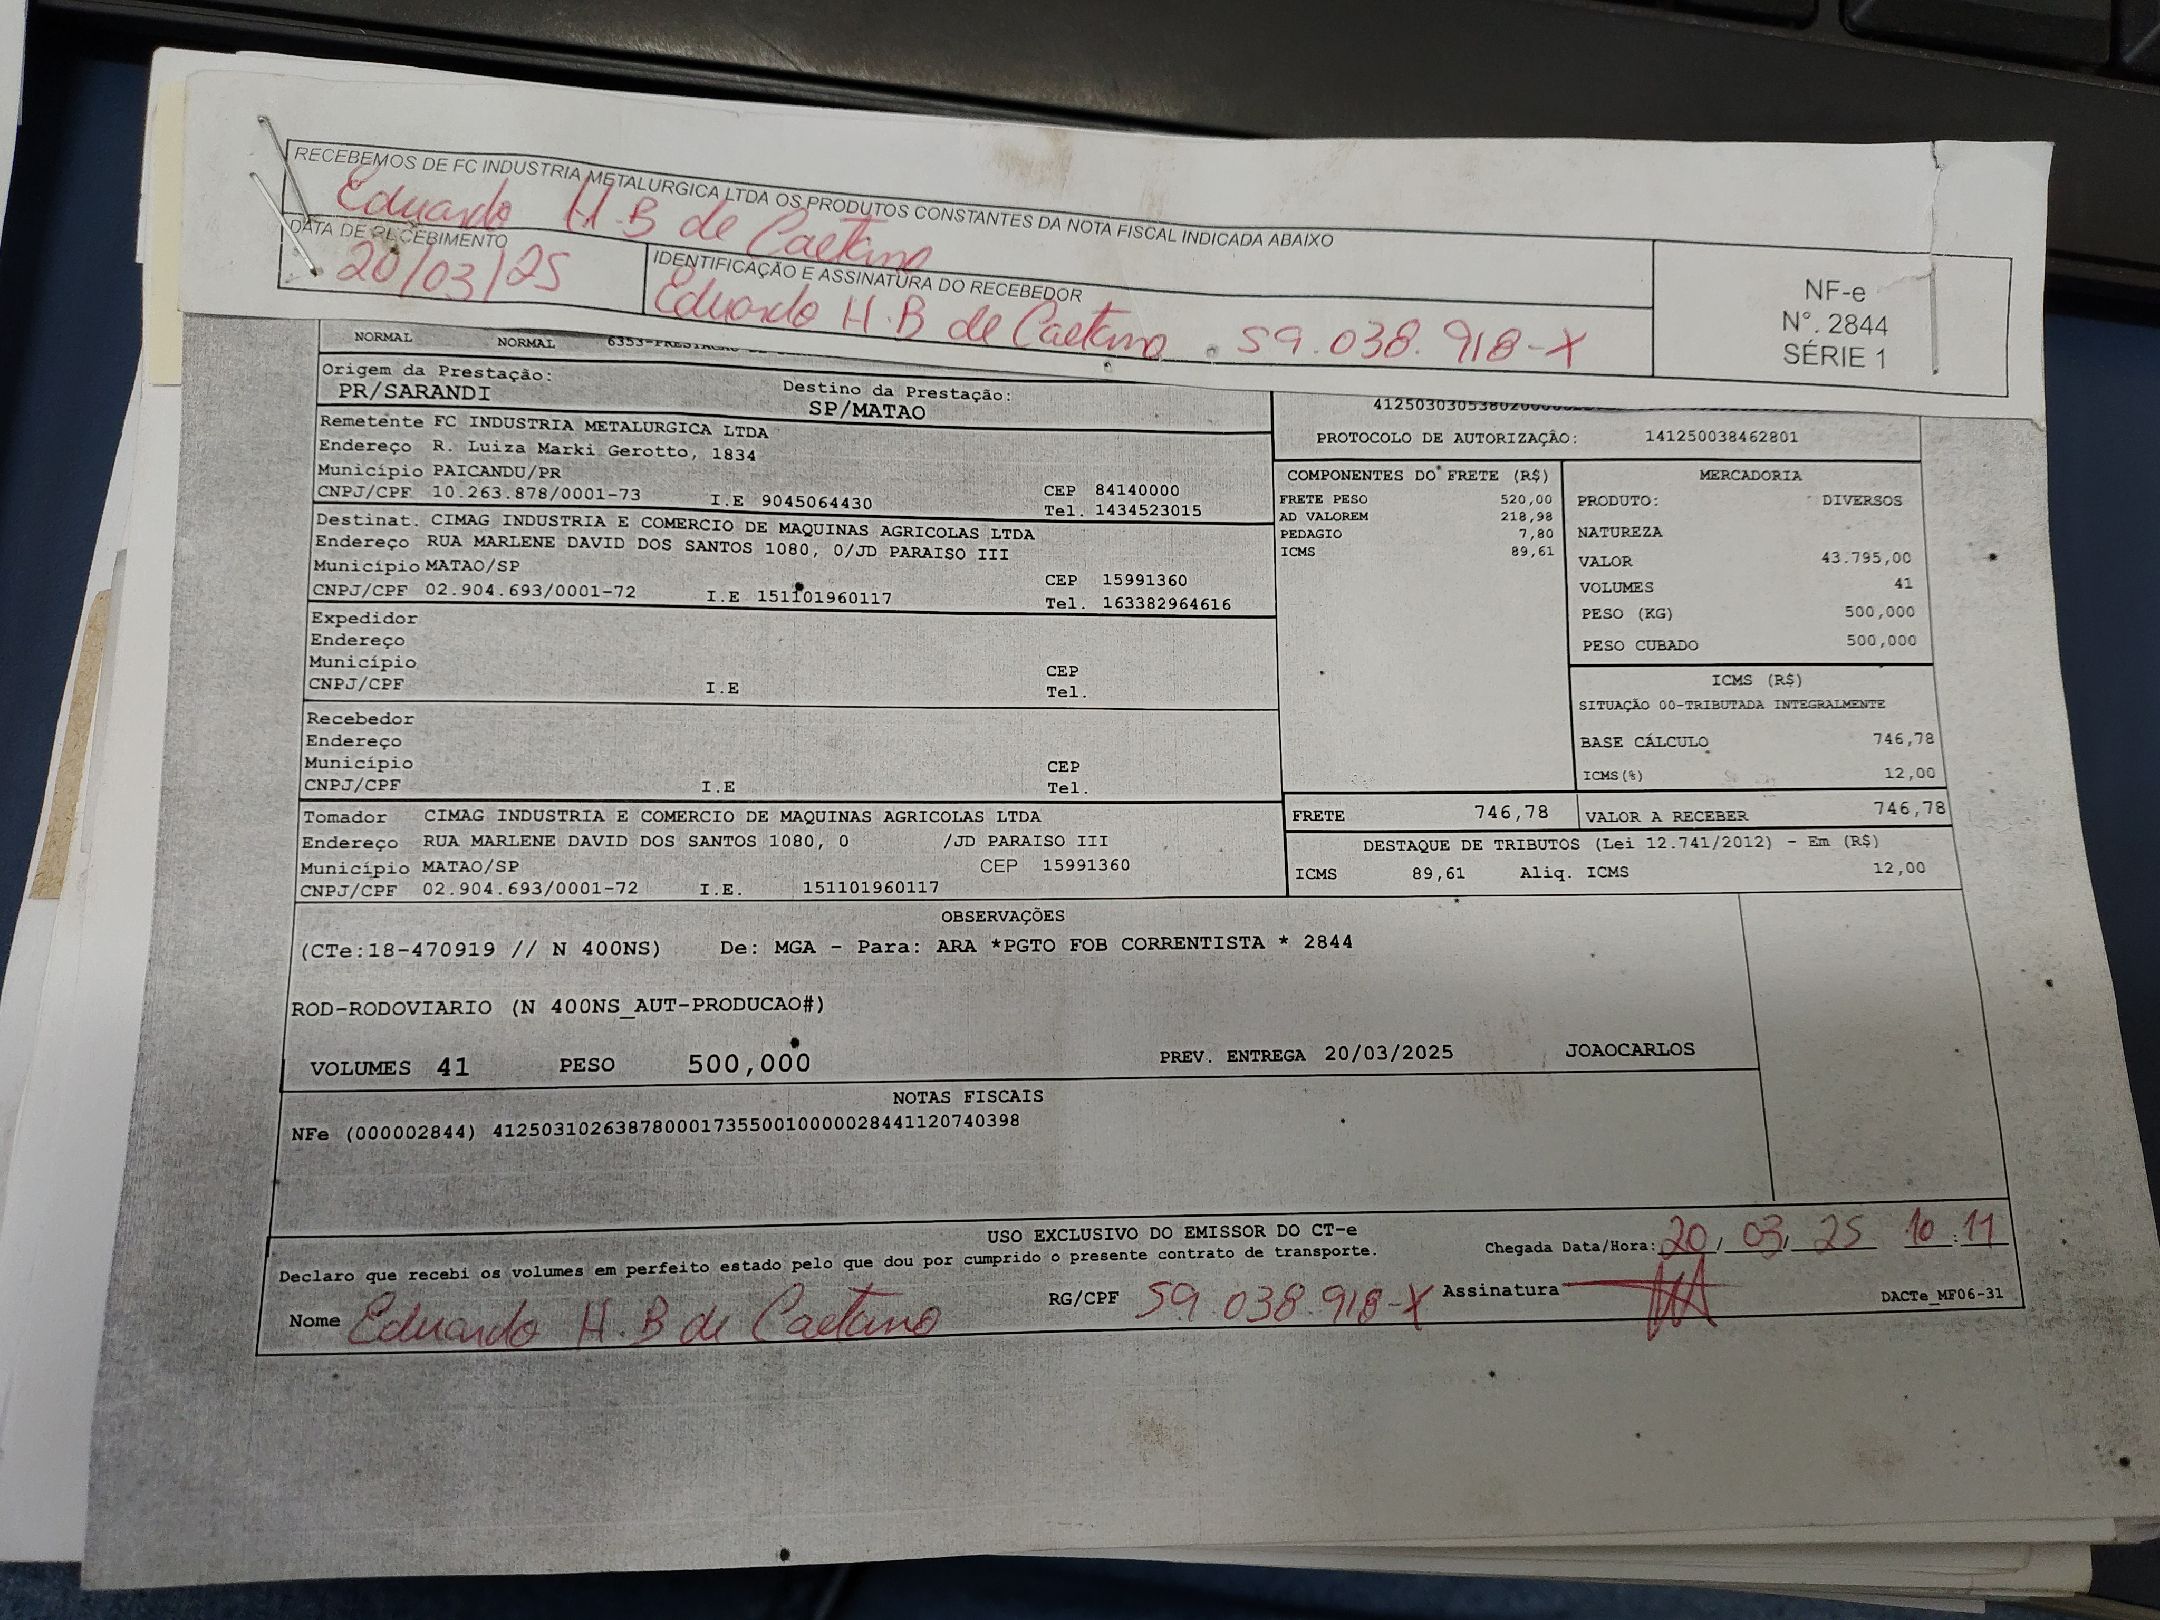 RECEBEMOS DE FC INDUSTRIA METALURGICA LTDA OS PRODUTOS CONSTANTES DA NOTA FISCAL INDICADA ABAIXO
Eduardo H.B de Caetano
DATA DE RECEBIMENTO
20/03/25
IDENTIFICAÇÃO E ASSINATURA DO RECEBEDOR
Eduardo H.B de Caetano. 59.038.918-X
NF-e
N°. 2844
SÉRIE 1
NORMAL NORMAL
Origem da Prestação: Destino da Prestação:
PR/SARANDI SP/MATAO
Remetente FC INDUSTRIA METALURGICA LTDA
Endereço R. Luiza Marki Gerotto, 1834
Município PAICANDU/PR CEP 84140000
CNPJ/CPF 10.263.878/0001-73 I.E 9045064430 Tel. 1434523015
Destinat. CIMAG INDUSTRIA E COMERCIO DE MAQUINAS AGRICOLAS LTDA
Endereço RUA MARLENE DAVID DOS SANTOS 1080, 0/JD PARAISO III
Município MATAO/SP CEP 15991360
CNPJ/CPF 02.904.693/0001-72 I.E 151101960117 Tel. 163382964616
Expedidor
Endereço
Município CEP
CNPJ/CPF I.E Tel.
Recebedor
Endereço
Município CEP
CNPJ/CPF I.E Tel.
Tomador CIMAG INDUSTRIA E COMERCIO DE MAQUINAS AGRICOLAS LTDA
Endereço RUA MARLENE DAVID DOS SANTOS 1080, 0 /JD PARAISO III
Município MATAO/SP CEP 15991360
CNPJ/CPF 02.904.693/0001-72 I.E. 151101960117
PROTOCOLO DE AUTORIZAÇÃO: 141250038462801
COMPONENTES DO FRETE (R$)
FRETE PESO 520,00
AD VALOREM 218,98
PEDAGIO 7,80
ICMS 89,61
MERCADORIA
PRODUTO: DIVERSOS
NATUREZA
VALOR 43.795,00
VOLUMES 41
PESO (KG) 500,000
PESO CUBADO 500,000
ICMS (R$)
SITUAÇÃO 00-TRIBUTADA INTEGRALMENTE
BASE CÁLCULO 746,78
ICMS(%) 12,00
FRETE 746,78 VALOR A RECEBER 746,78
DESTAQUE DE TRIBUTOS (Lei 12.741/2012) - Em (R$)
ICMS 89,61 Aliq. ICMS 12,00
OBSERVAÇÕES
(CTe:18-470919 // N 400NS) De: MGA - Para: ARA *PGTO FOB CORRENTISTA * 2844
ROD-RODOVIARIO (N 400NS_AUT-PRODUCAO#)
VOLUMES 41 PESO 500,000 PREV. ENTREGA 20/03/2025 JOAOCARLOS
NOTAS FISCAIS
NFe (000002844) 41250310263878000173550010000028441120740398
USO EXCLUSIVO DO EMISSOR DO CT-e
Declaro que recebi os volumes em perfeito estado pelo que dou por cumprido o presente contrato de transporte. Chegada Data/Hora: 20/03/25 10:11
Nome Eduardo H.B de Caetano RG/CPF 59 038 918-X Assinatura DACTe_MF06-31